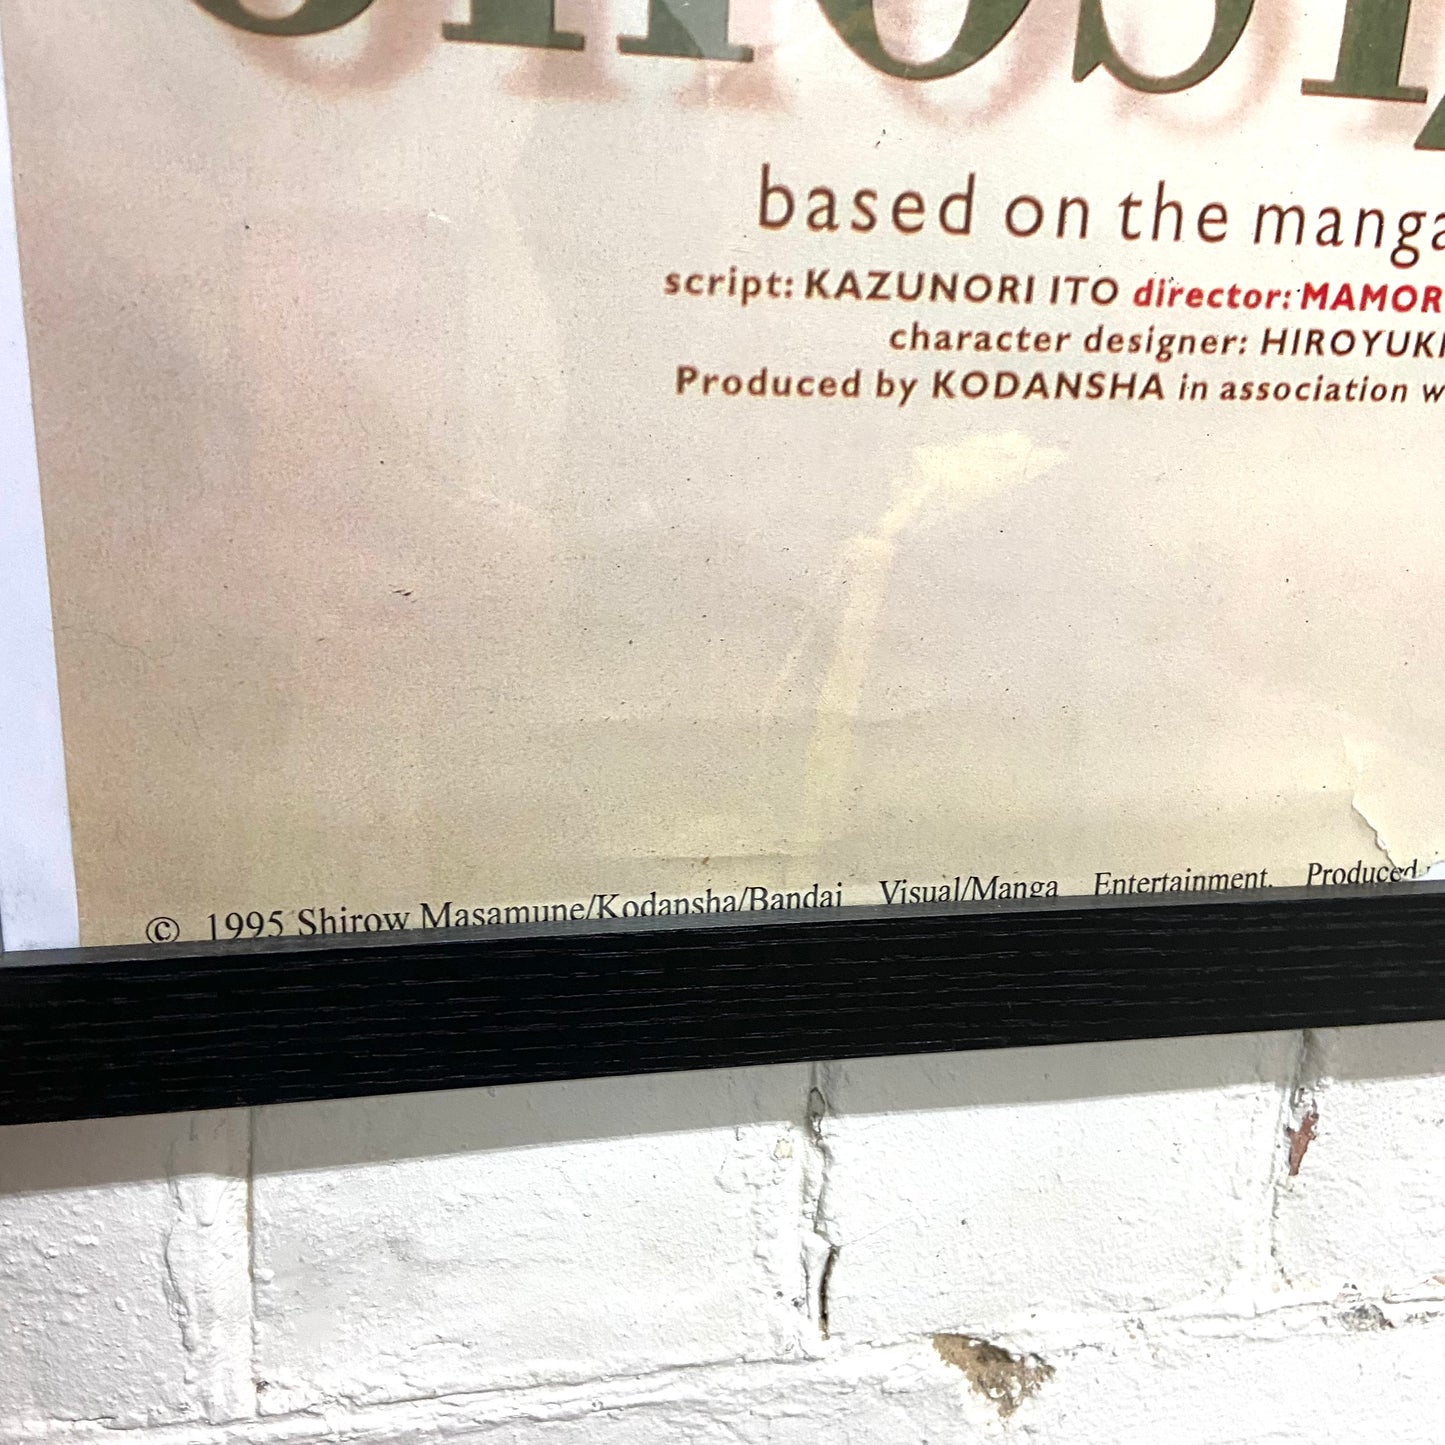 based on the manga
script: KAZUNORI ITO director: MAMOR
character designer: HIROYUKI
Produced by KODANSHA in association w
© 1995 Shirow Masamune/Kodansha/Bandai Visual/Manga Entertainment. Produced